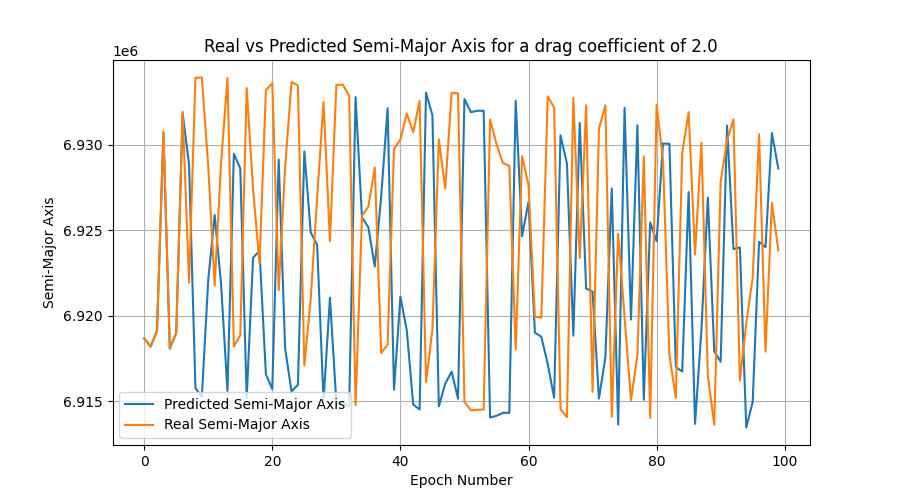 Real vs Predicted Semi-Major Axis for a drag coefficient of 2.0
1e6
6.930
6.925
6.920
6.915
Semi-Major Axis
Predicted Semi-Major Axis
Real Semi-Major Axis
0 20 40 60 80 100
Epoch Number